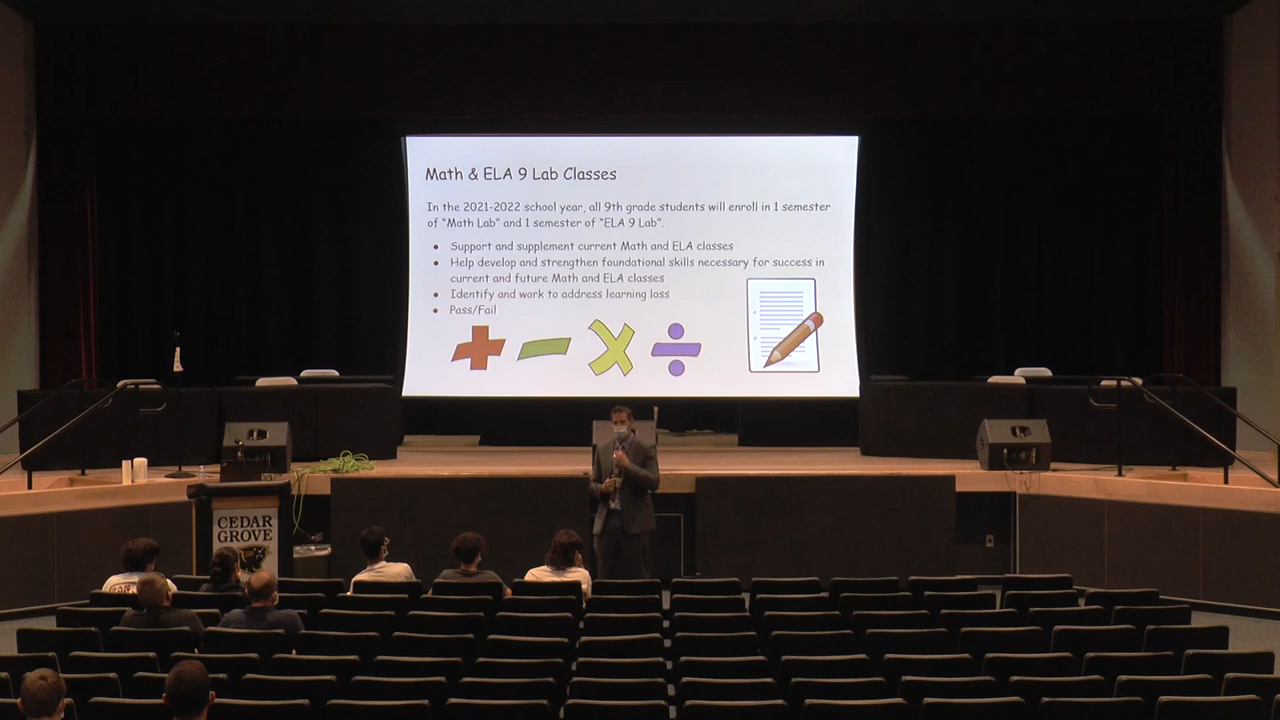 Math & ELA 9 Lab Classes
In the 2021-2022 school year, all 9th grade students will enroll in 1 semester
of "Math Lab" and 1 semester of "ELA 9 Lab".
● Support and supplement current Math and ELA classes
● Help develop and strengthen foundational skills necessary for success in
current and future Math and ELA classes
● Identify and work to address learning loss
● Pass/Fail
CEDAR
GROVE